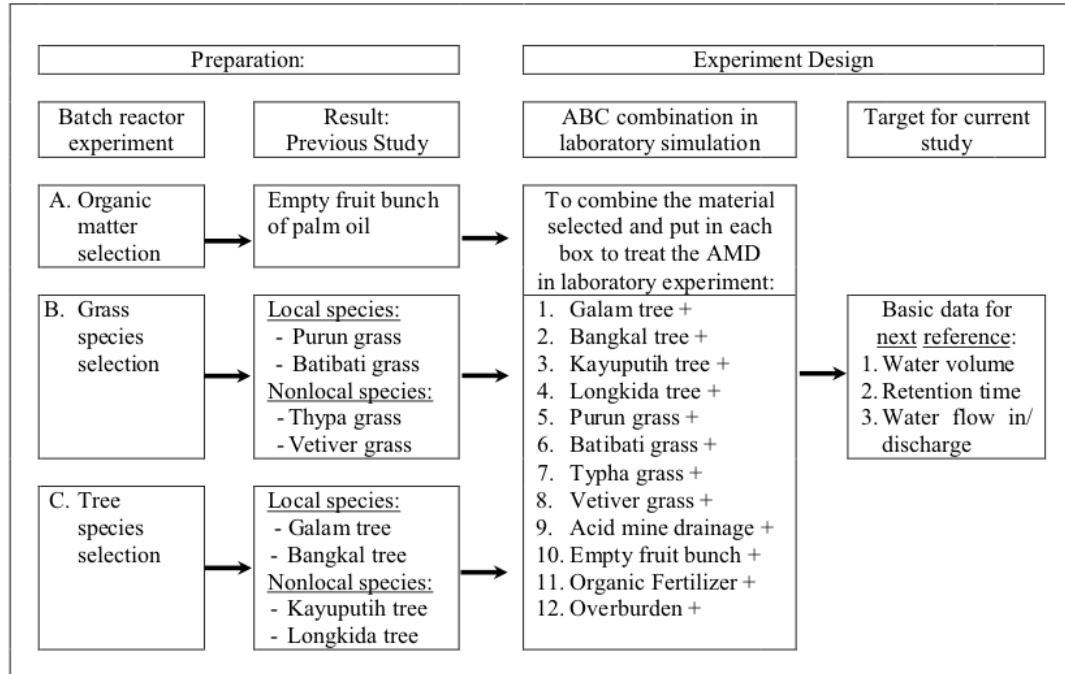 Preparation:
Experiment Design
Batch reactor
experiment
Result:
Previous Study
ABC combination in
laboratory simulation
Target for current
study
A. Organic
matter
selection
Empty fruit bunch
of palm oil
To combine the material
selected and put in each
box to treat the AMD
in laboratory experiment:
B. Grass
species
selection
Local species:
- Purun grass
- Batibati grass
Nonlocal species:
- Thypa grass
- Vetiver grass
C. Tree
species
selection
Local species:
- Galam tree
- Bangkal tree
Nonlocal species:
- Kayuputih tree
- Longkida tree
1. Galam tree +
2. Bangkal tree +
3. Kayuputih tree +
4. Longkida tree +
5. Purun grass +
6. Batibati grass +
7. Typha grass +
8. Vetiver grass +
9. Acid mine drainage +
10. Empty fruit bunch +
11. Organic Fertilizer +
12. Overburden +
Basic data for
next reference:
1. Water volume
2. Retention time
3. Water flow in/
discharge